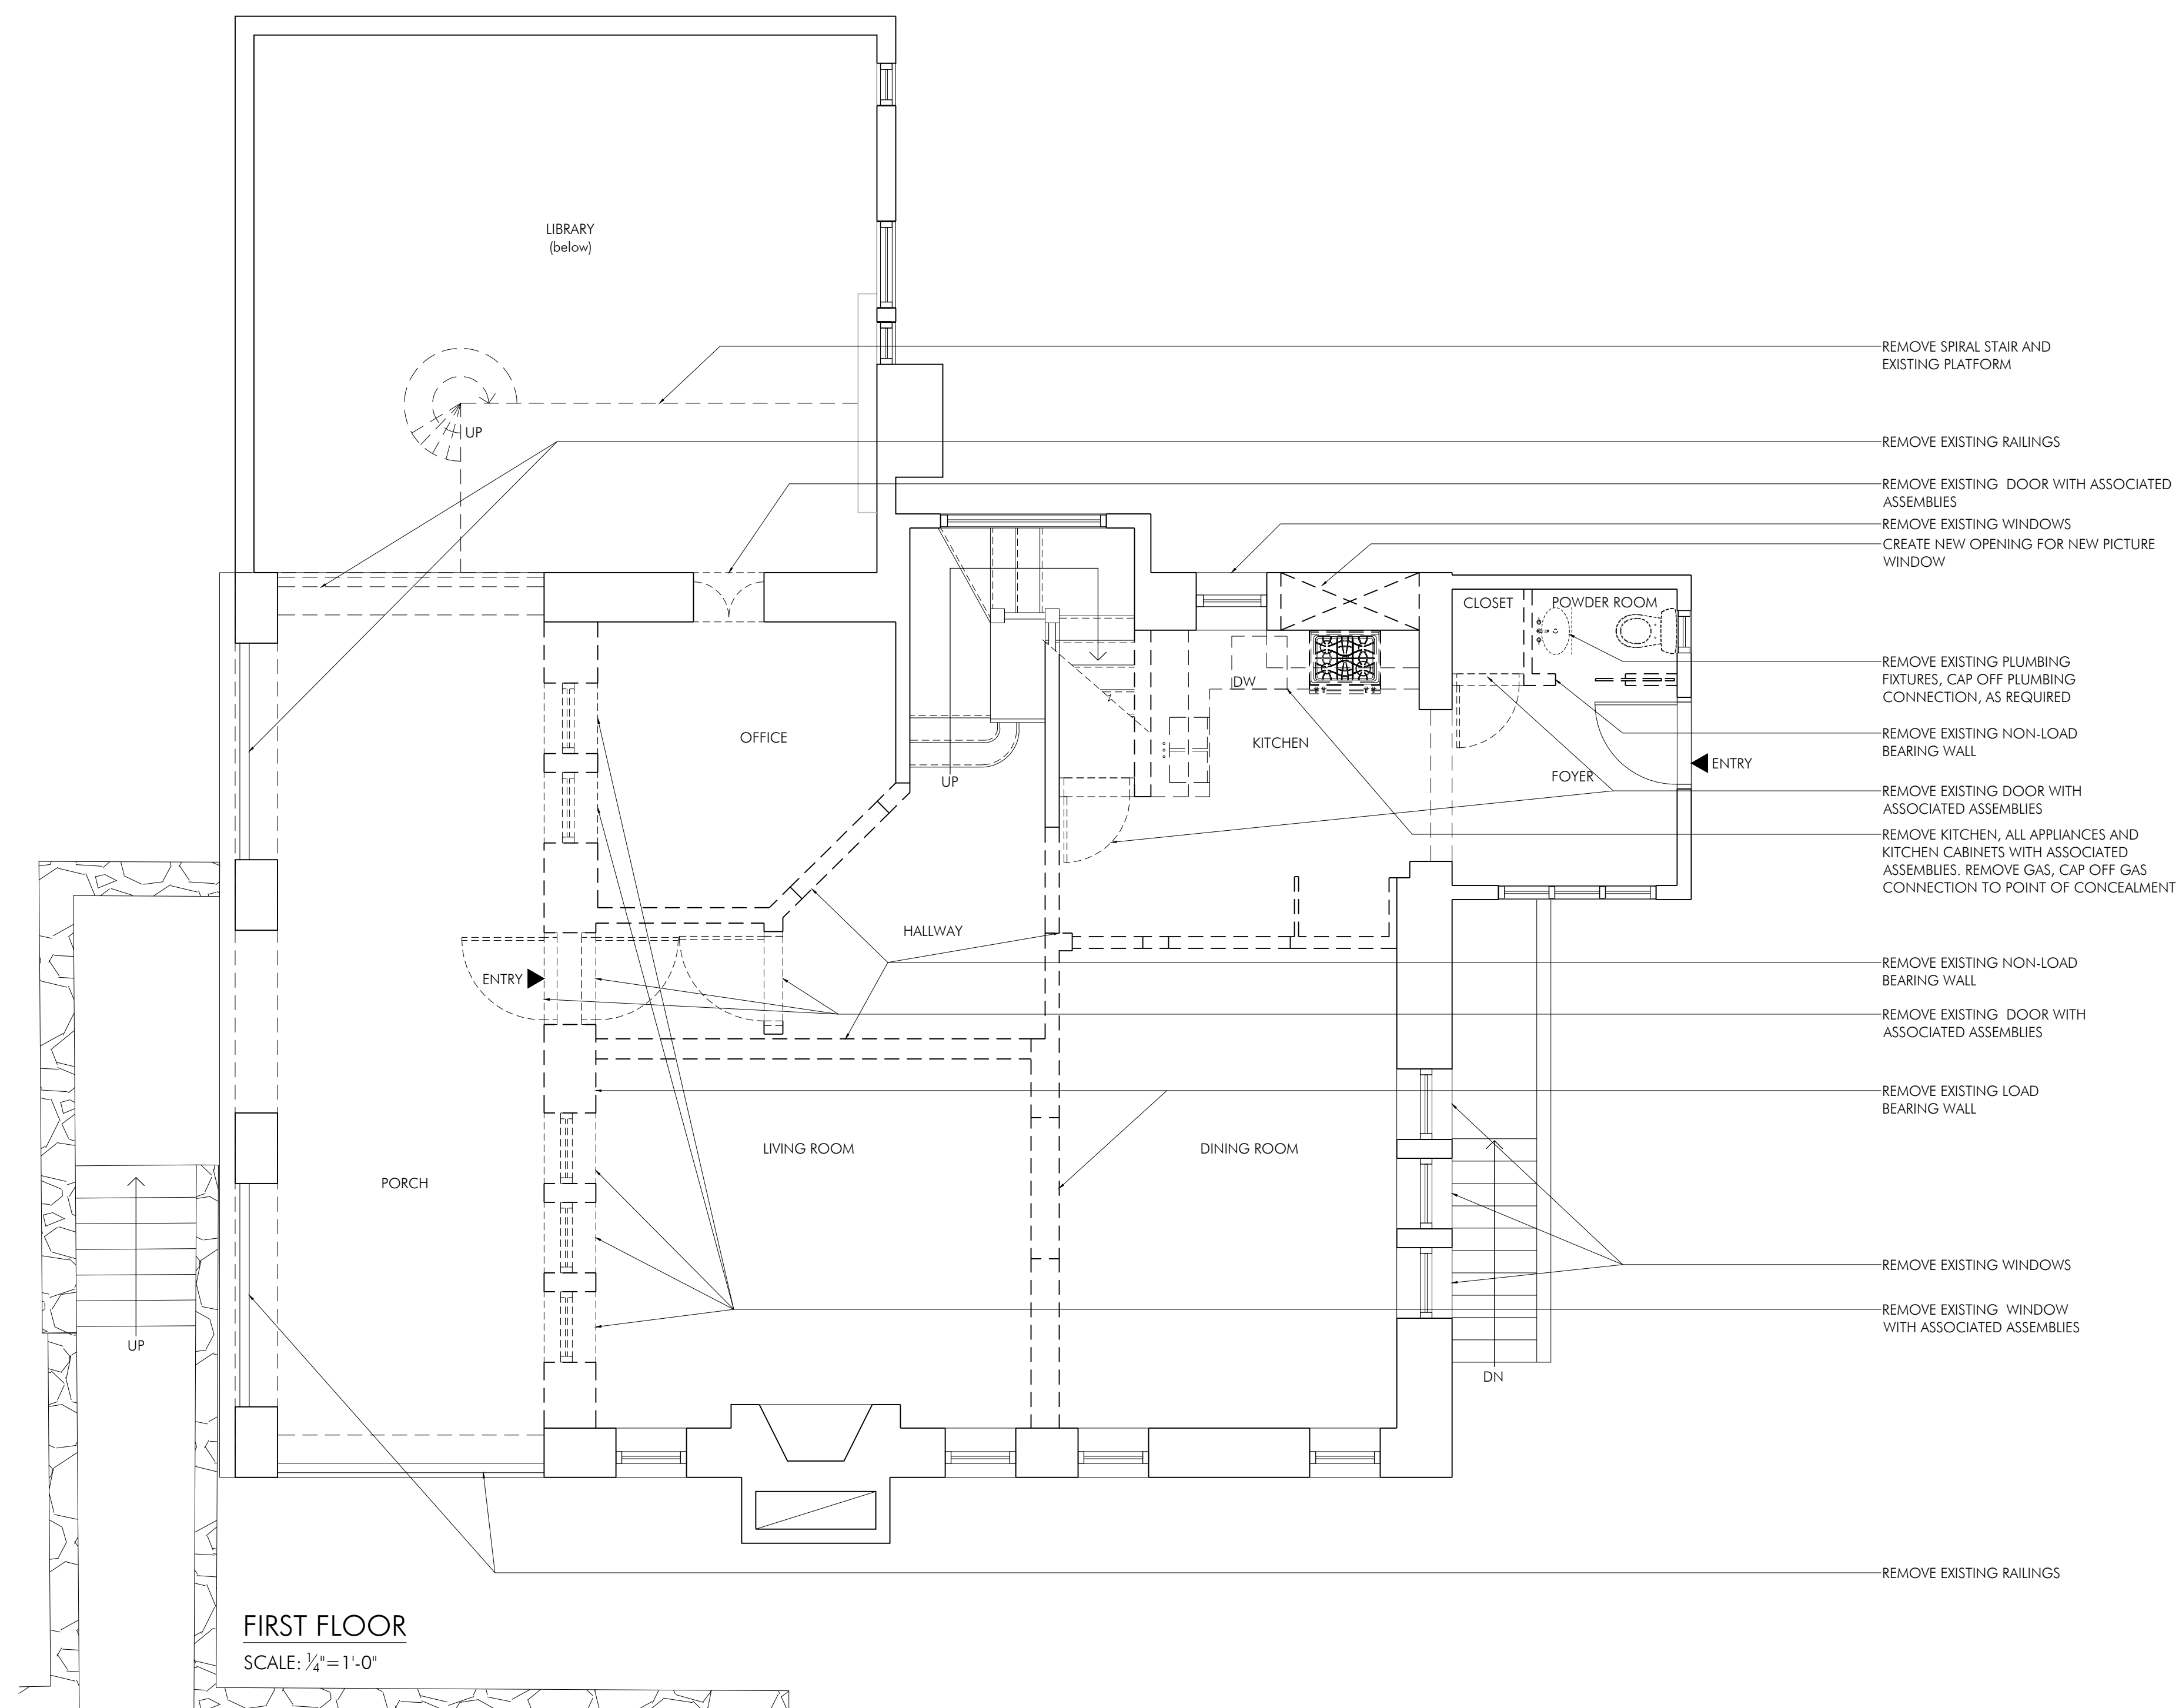 LIBRARY
(below)
REMOVE SPIRAL STAIR AND
EXISTING PLATFORM
UP
REMOVE EXISTING RAILINGS
REMOVE EXISTING  DOOR WITH ASSOCIATED
ASSEMBLIES
REMOVE EXISTING WINDOWS
CREATE NEW OPENING FOR NEW PICTURE
WINDOW
CLOSET
POWDER ROOM
REMOVE EXISTING PLUMBING
FIXTURES, CAP OFF PLUMBING
CONNECTION, AS REQUIRED
DW
OFFICE
KITCHEN
REMOVE EXISTING NON-LOAD
BEARING WALL
UP
FOYER
ENTRY
REMOVE EXISTING DOOR WITH
ASSOCIATED ASSEMBLIES
REMOVE KITCHEN, ALL APPLIANCES AND
KITCHEN CABINETS WITH ASSOCIATED
ASSEMBLIES. REMOVE GAS, CAP OFF GAS
CONNECTION TO POINT OF CONCEALMENT
HALLWAY
ENTRY
REMOVE EXISTING NON-LOAD
BEARING WALL
REMOVE EXISTING  DOOR WITH
ASSOCIATED ASSEMBLIES
REMOVE EXISTING LOAD
BEARING WALL
PORCH
LIVING ROOM
DINING ROOM
REMOVE EXISTING WINDOWS
REMOVE EXISTING  WINDOW
WITH ASSOCIATED ASSEMBLIES
UP
DN
REMOVE EXISTING RAILINGS
FIRST FLOOR
SCALE: 1/4"=1'-0"